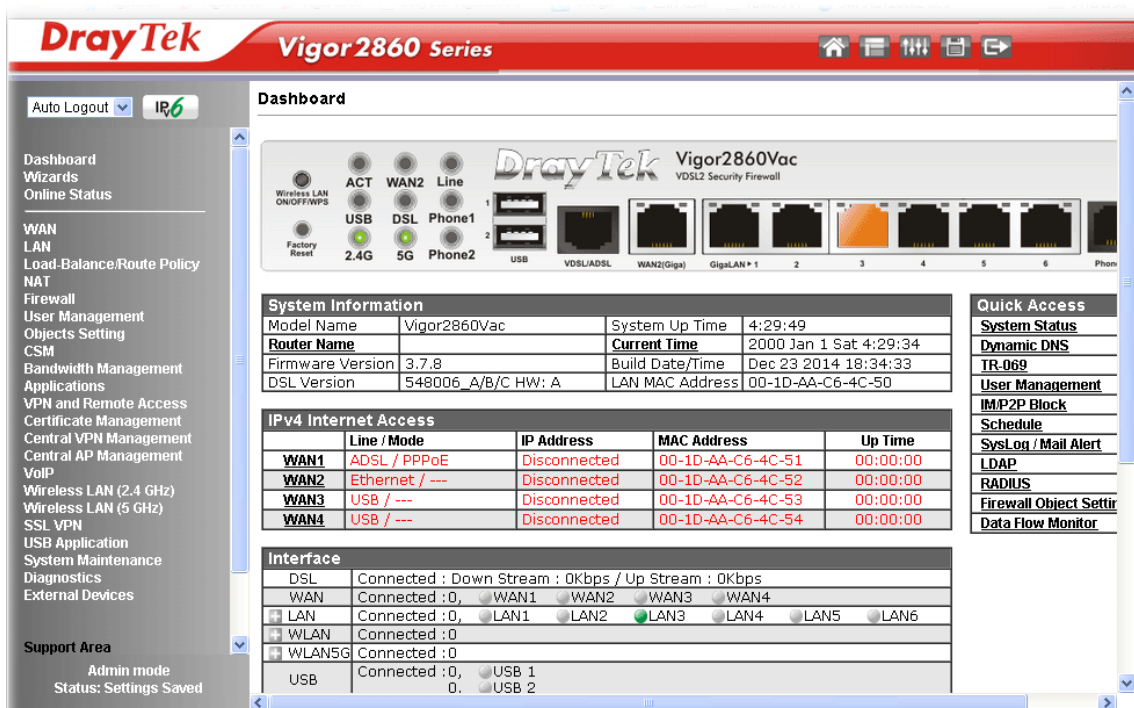 DrayTek
Vigor2860 Series
Auto Logout
IPv6
Dashboard
Wizards
Online Status
WAN
LAN
Load-Balance/Route Policy
NAT
Firewall
User Management
Objects Setting
CSM
Bandwidth Management
Applications
VPN and Remote Access
Certificate Management
Central VPN Management
Central AP Management
VoIP
Wireless LAN (2.4 GHz)
Wireless LAN (5 GHz)
SSL VPN
USB Application
System Maintenance
Diagnostics
External Devices
Support Area
Admin mode
Status: Settings Saved
Dashboard
DrayTek Vigor2860Vac
VDSL2 Security Firewall
Wireless LAN
ON/OFF/WPS
ACT WAN2 Line
USB DSL Phone1
Factory
Reset
2.4G 5G Phone2
1
2
USB VDSL/ADSL WAN2(Giga) GigaLAN 1 2 3 4 5 6 Phon
System Information
Model Name Vigor2860Vac System Up Time 4:29:49
Router Name Current Time 2000 Jan 1 Sat 4:29:34
Firmware Version 3.7.8 Build Date/Time Dec 23 2014 18:34:33
DSL Version 548006_A/B/C HW: A LAN MAC Address 00-1D-AA-C6-4C-50
IPv4 Internet Access
Line / Mode IP Address MAC Address Up Time
WAN1 ADSL / PPPoE Disconnected 00-1D-AA-C6-4C-51 00:00:00
WAN2 Ethernet / --- Disconnected 00-1D-AA-C6-4C-52 00:00:00
WAN3 USB / --- Disconnected 00-1D-AA-C6-4C-53 00:00:00
WAN4 USB / --- Disconnected 00-1D-AA-C6-4C-54 00:00:00
Interface
DSL Connected : Down Stream : 0Kbps / Up Stream : 0Kbps
WAN Connected :0, WAN1 WAN2 WAN3 WAN4
LAN Connected :0, LAN1 LAN2 LAN3 LAN4 LAN5 LAN6
WLAN Connected :0
WLAN5G Connected :0
USB Connected :0, USB 1
0, USB 2
Quick Access
System Status
Dynamic DNS
TR-069
User Management
IM/P2P Block
Schedule
SysLog / Mail Alert
LDAP
RADIUS
Firewall Object Settin
Data Flow Monitor